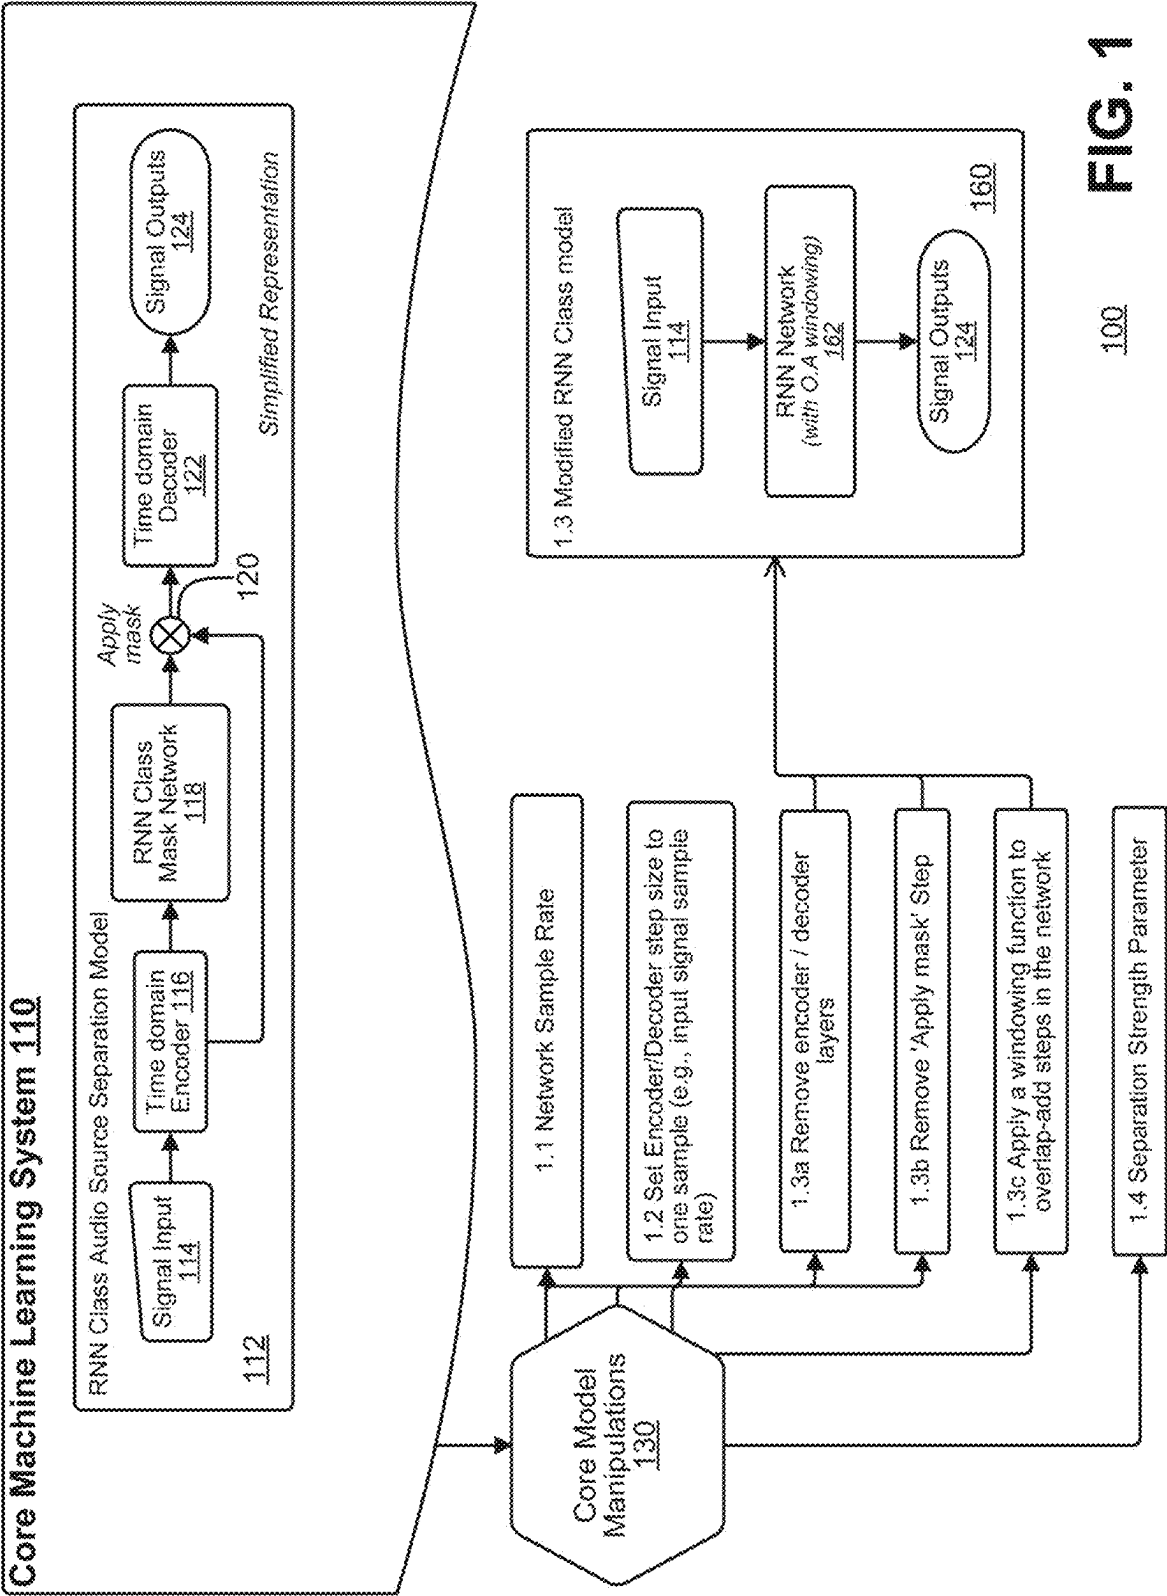 Core Machine Learning System 110
RNN Class Audio Source Separation Model
Signal Input
114
Time domain
Encoder 116
RNN Class
Mask Network
118
Apply
mask
120
Time domain
Decoder
122
Signal Outputs
124
112
Simplified Representation
Core Model
Manipulations
130
1.1 Network Sample Rate
1.2 Set Encoder/Decoder step size to
one sample (e.g., input signal sample
rate)
1.3a Remove encoder / decoder
layers
1.3b Remove 'Apply mask' Step
1.3c Apply a windowing function to
overlap-add steps in the network
1.4 Separation Strength Parameter
1.3 Modified RNN Class model
Signal Input
114
RNN Network
(with O.A windowing)
162
Signal Outputs
124
160
100
FIG. 1